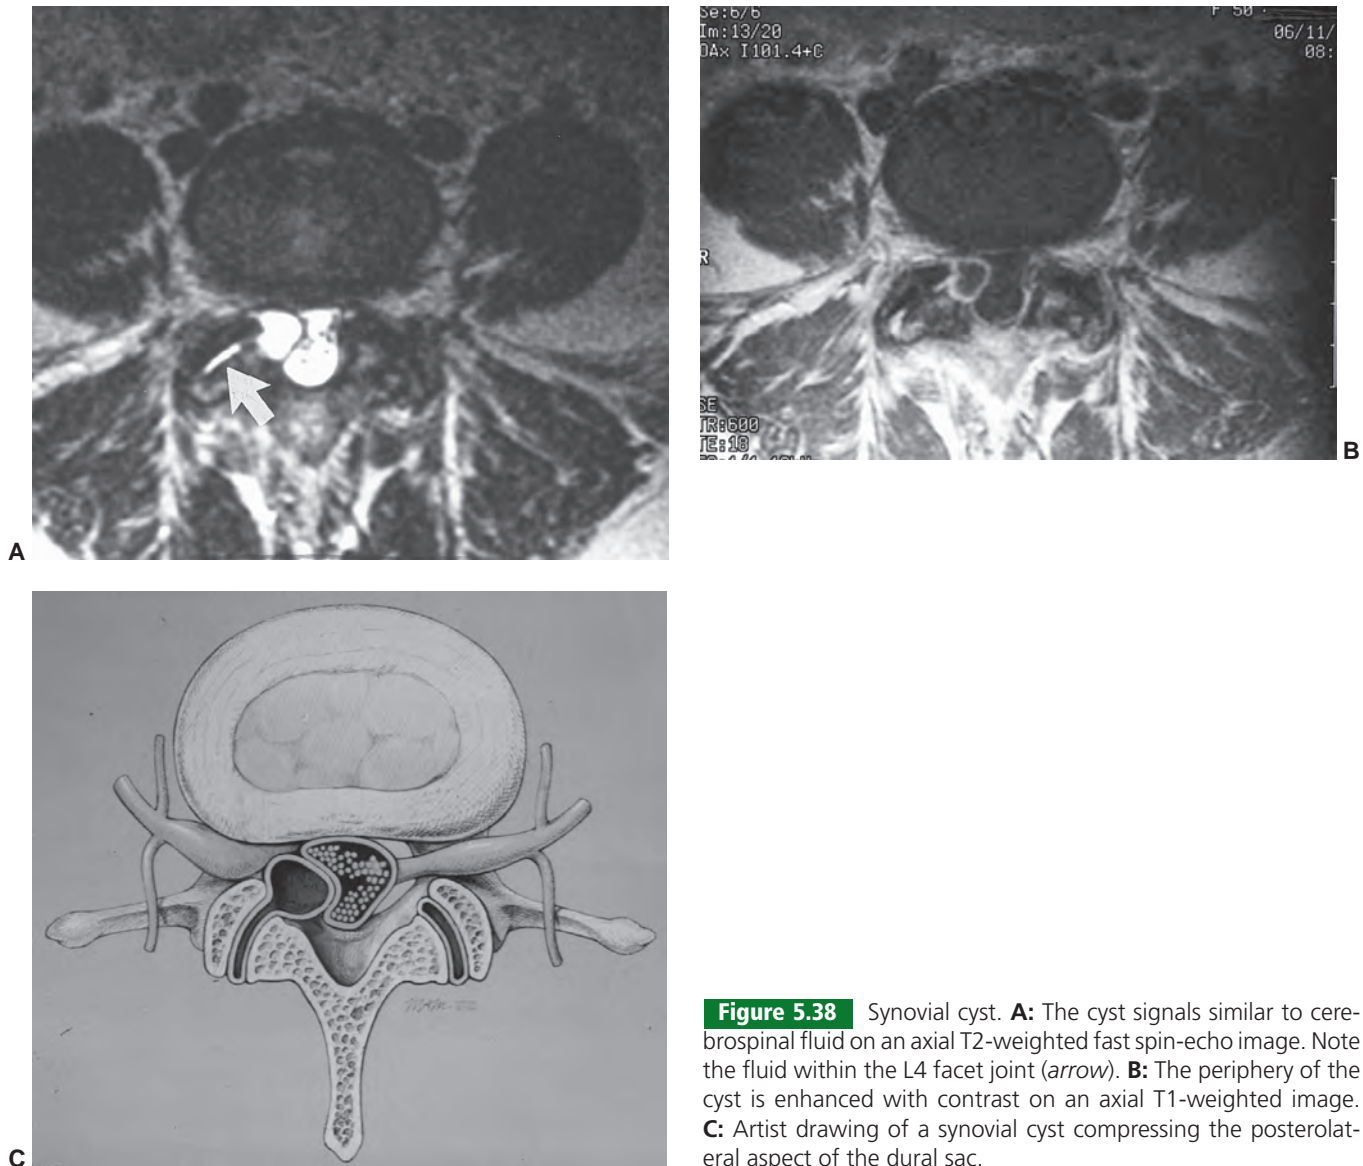 Se:6/6
Im:13/20
OAx I101.4+C
F 50
06/11/
08:
R
SE
TR:600
TE:18
A
B
C
Figure 5.38 Synovial cyst. A: The cyst signals similar to cere-
brospinal fluid on an axial T2-weighted fast spin-echo image. Note
the fluid within the L4 facet joint (arrow). B: The periphery of the
cyst is enhanced with contrast on an axial T1-weighted image.
C: Artist drawing of a synovial cyst compressing the posterolat-
eral aspect of the dural sac.